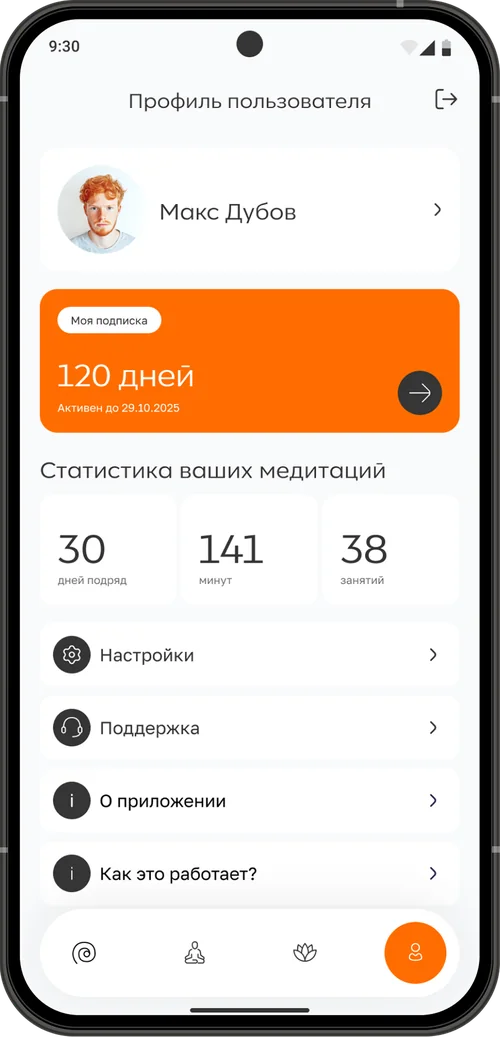 9:30
Профиль пользователя
Макс Дубов
Моя подписка
120 дней
Активен до 29.10.2025
Статистика ваших медитаций
30 141 38
дней подряд минут занятий
Настройки
Поддержка
О приложении
Как это работает?